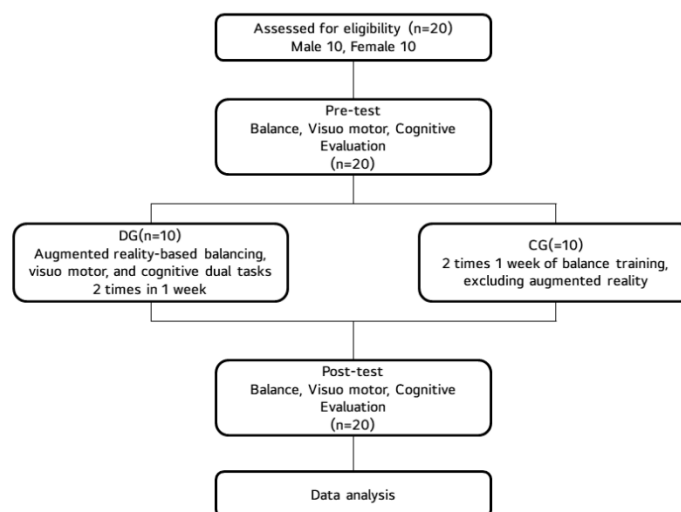 Assessed for eligibility (n=20)
Male 10, Female 10
Pre-test
Balance, Visuo motor, Cognitive
Evaluation
(n=20)
DG(n=10)
Augmented reality-based balancing,
visuo motor, and cognitive dual tasks
2 times in 1 week
CG(=10)
2 times 1 week of balance training,
excluding augmented reality
Post-test
Balance, Visuo motor, Cognitive
Evaluation
(n=20)
Data analysis